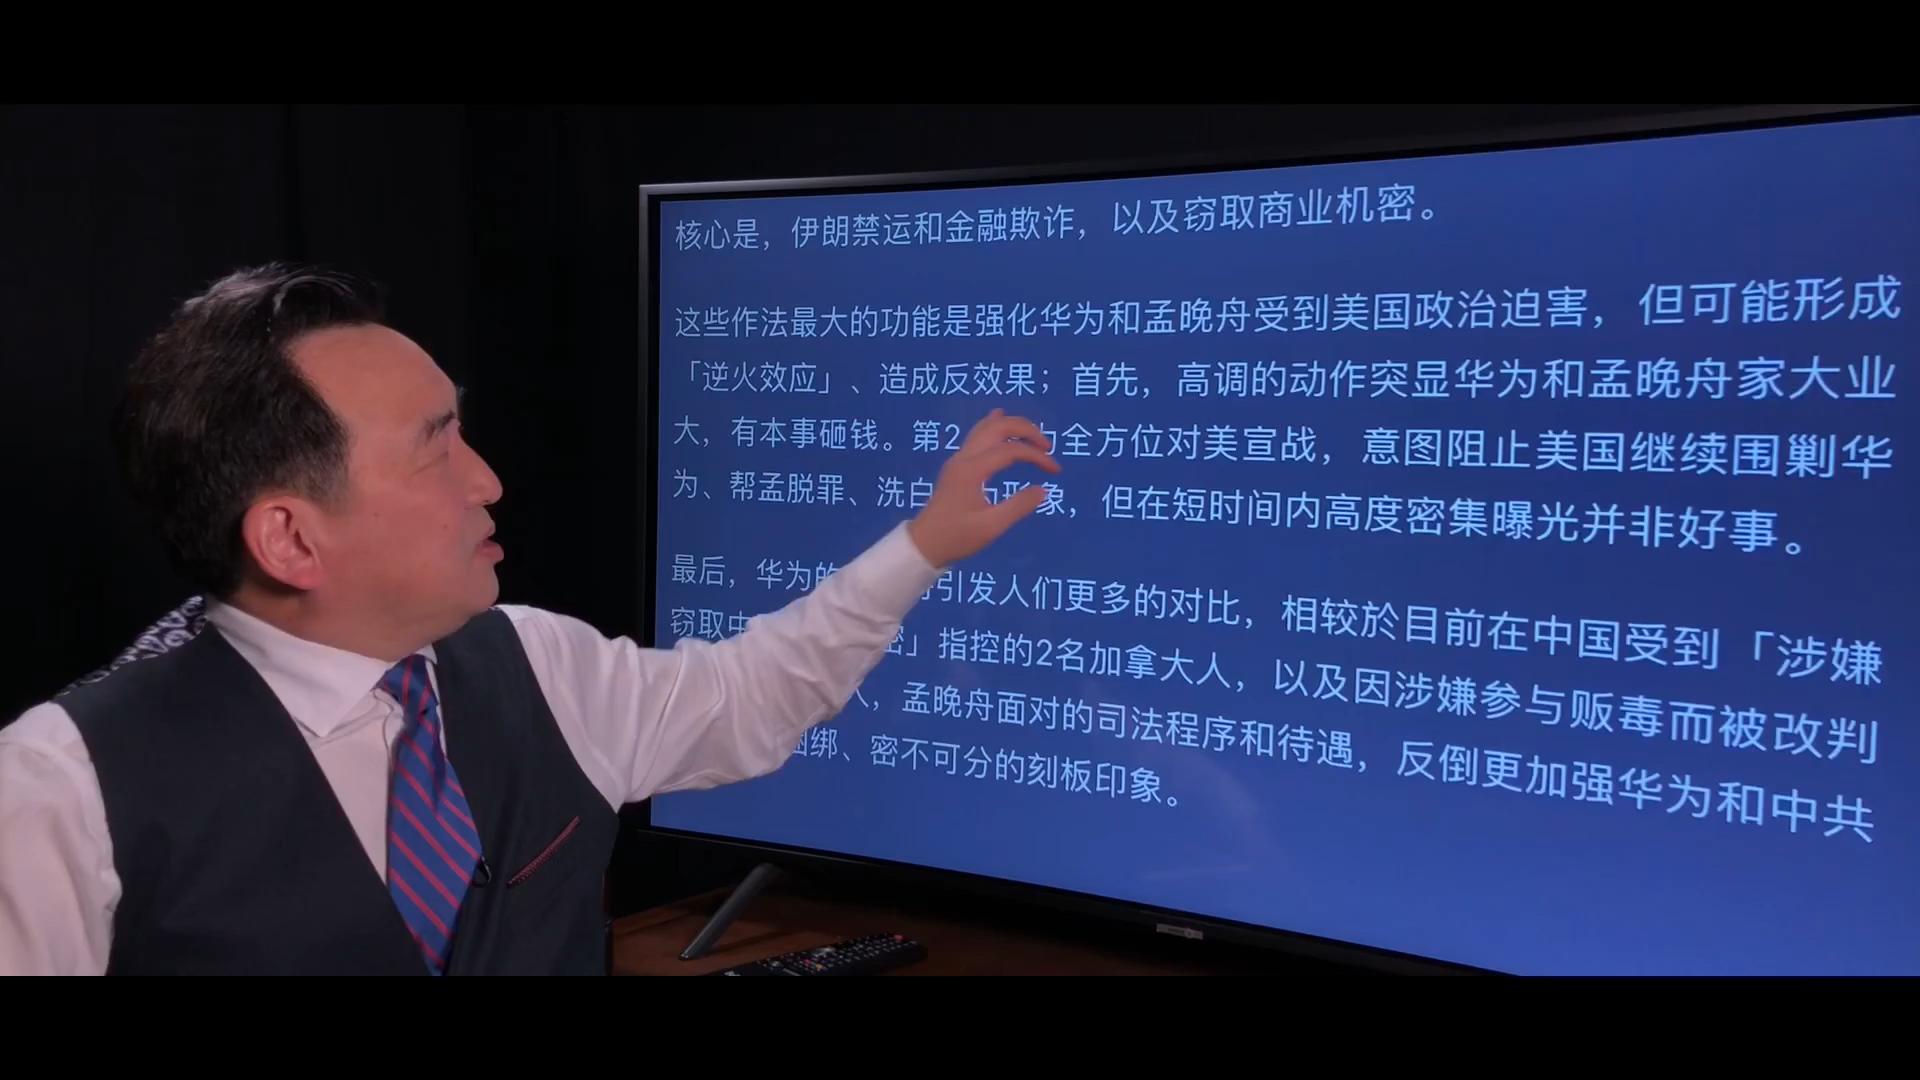 核心是，伊朗禁运和金融欺诈，以及窃取商业机密。
这些作法最大的功能是强化华为和孟晚舟受到美国政治迫害，但可能形成
「逆火效应」、造成反效果；首先，高调的动作突显华为和孟晚舟家大业
大，有本事砸钱。第2 全方位对美宣战，意图阻止美国继续围剿华
为、帮孟脱罪、洗白 形象，但在短时间内高度密集曝光并非好事。
最后，华为的 引发人们更多的对比，相较於目前在中国受到「涉嫌
窃取中 密」指控的2名加拿大人，以及因涉嫌参与贩毒而被改判
人，孟晚舟面对的司法程序和待遇，反倒更加强华为和中共
捆绑、密不可分的刻板印象。